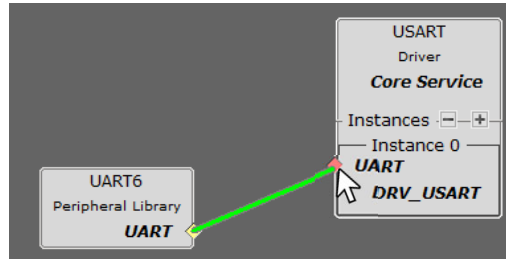 USART
Driver
Core Service
Instances
Instance 0
UART
DRV_USART
UART6
Peripheral Library
UART